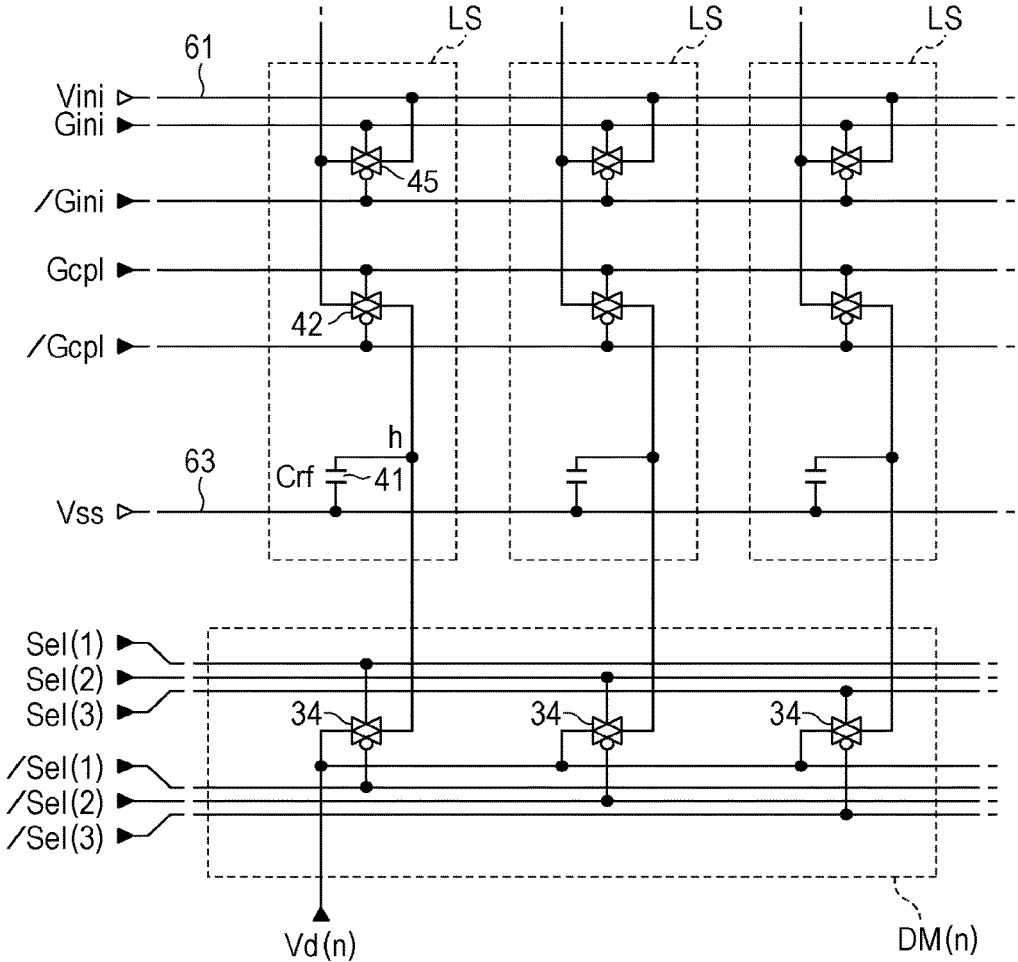 LS
LS
LS
61
Vini
Gini
45
/Gini
Gcpl
42
/Gcpl
h
63
Crf
41
Vss
Sel(1)
Sel(2)
Sel(3)
34
34
34
/Sel(1)
/Sel(2)
/Sel(3)
Vd(n)
DM(n)